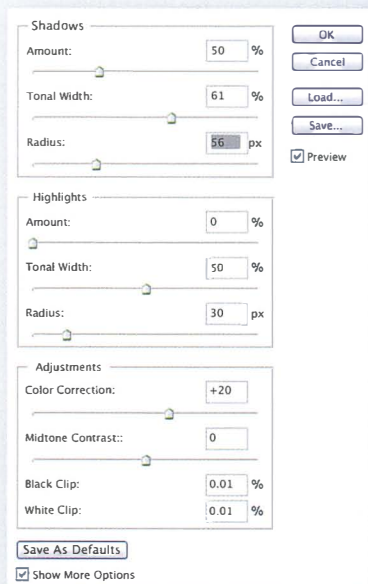 Shadows
Amount: 50 %
Tonal Width: 61 %
Radius: 56 px
Highlights
Amount: 0 %
Tonal Width: 50 %
Radius: 30 px
Adjustments
Color Correction: +20
Midtone Contrast:: 0
Black Clip: 0.01 %
White Clip: 0.01 %
Save As Defaults
Show More Options
OK
Cancel
Load...
Save...
Preview